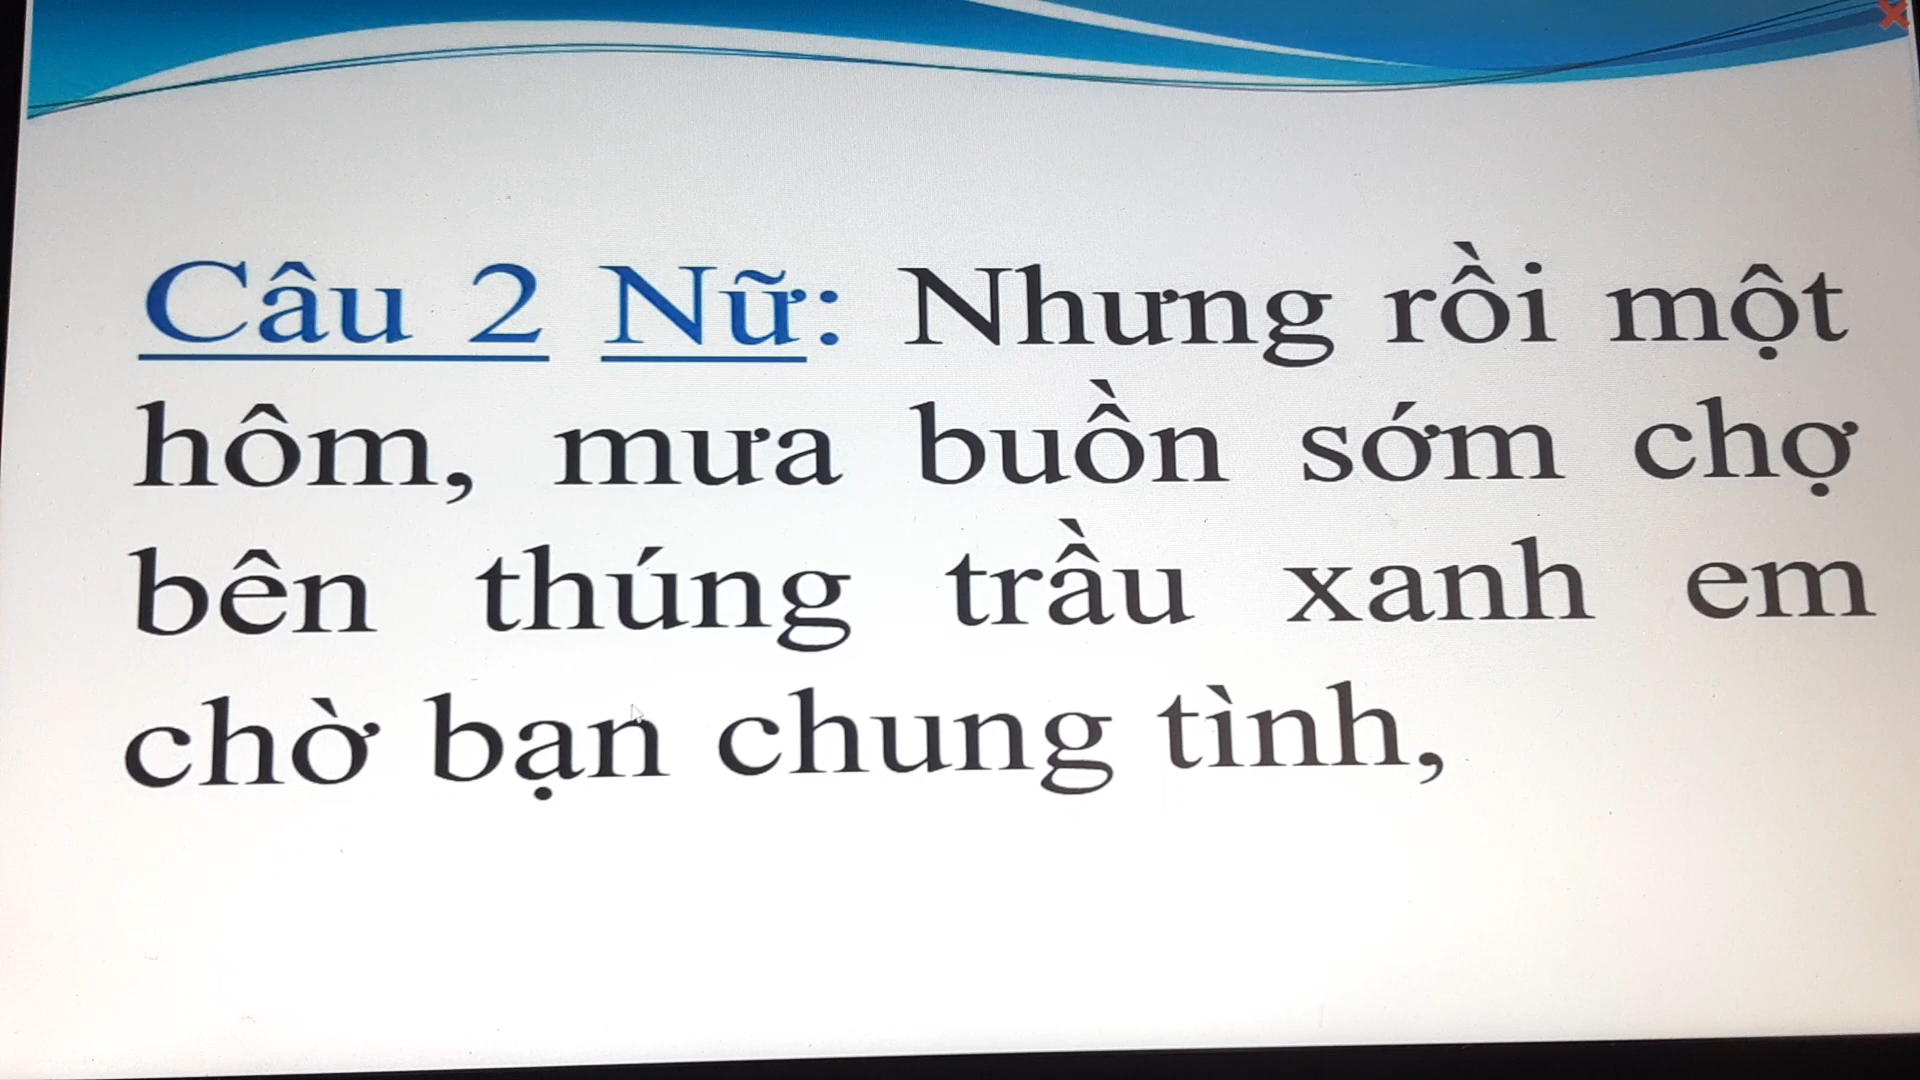 Câu 2 Nữ: Nhưng rồi một
hôm, mưa buồn sớm chợ
bên thúng trầu xanh em
chờ bạn chung tình,